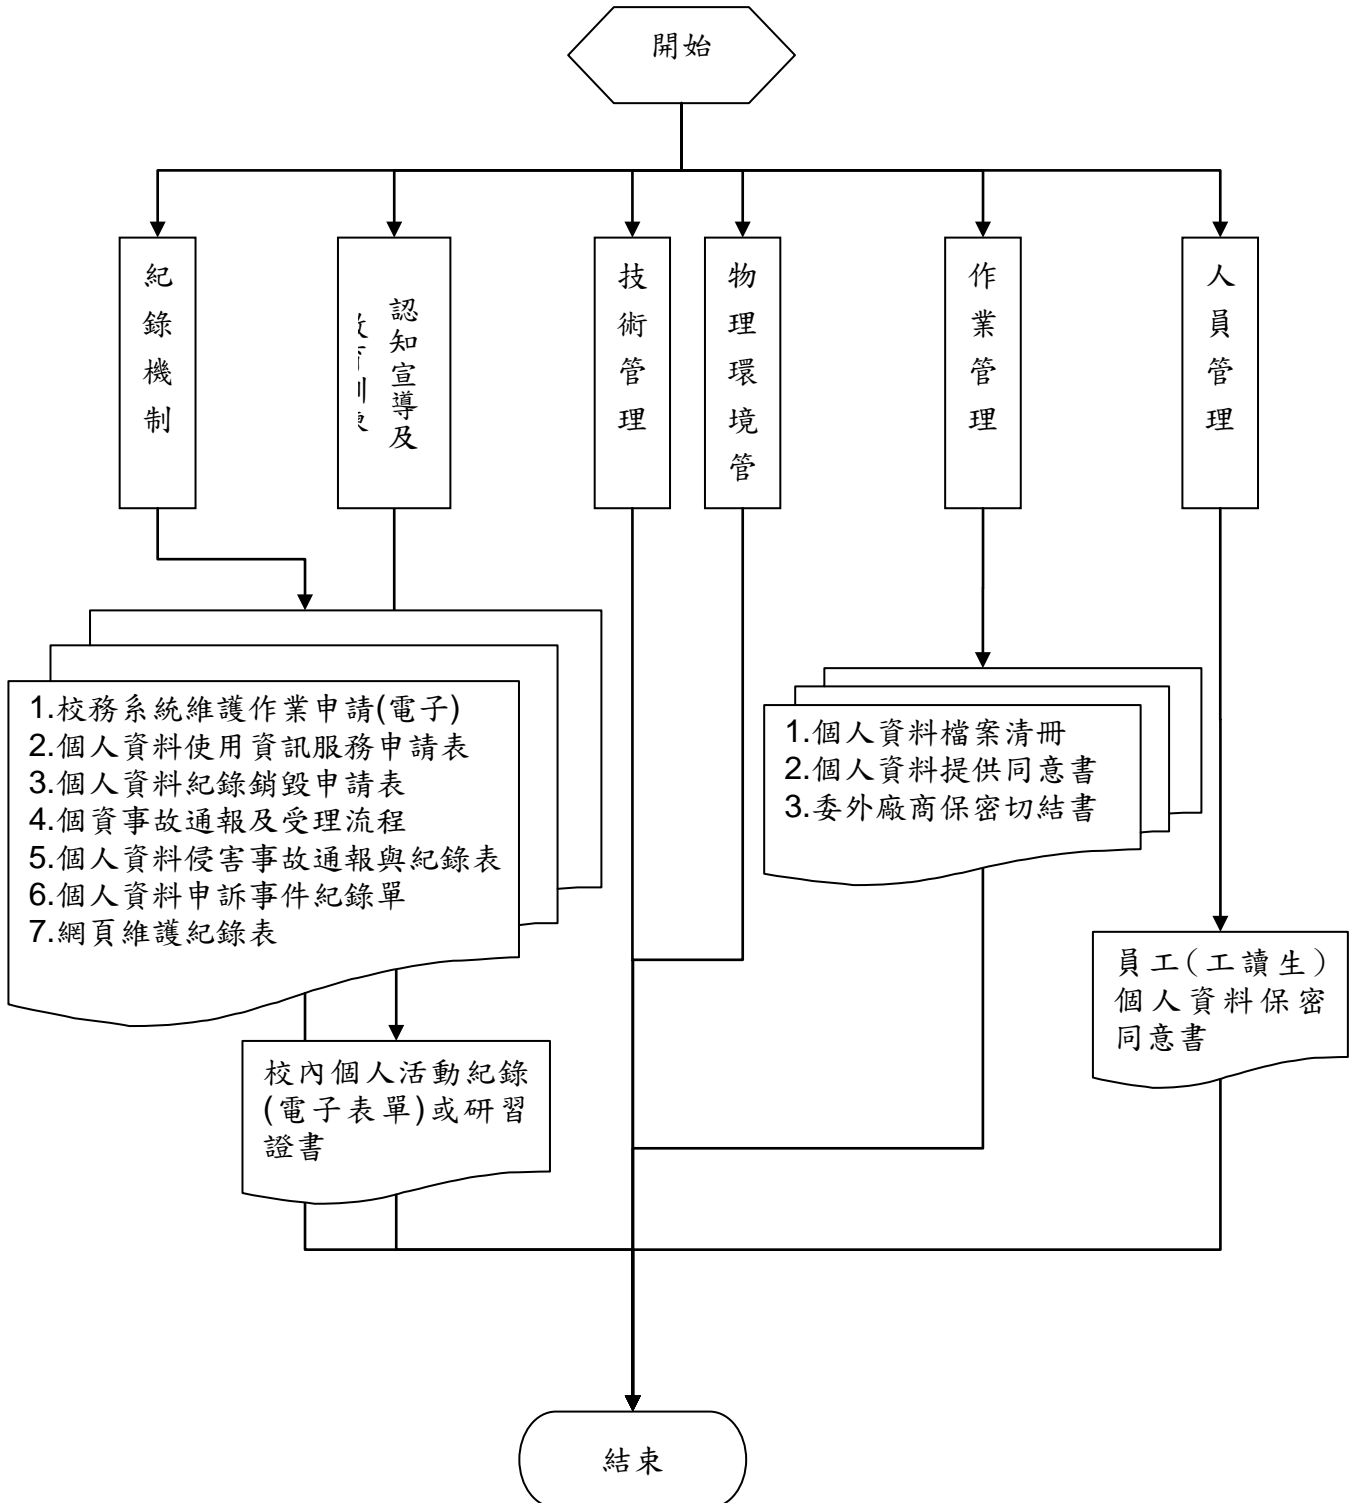 開始
紀錄機制
認知宣導及
技術管理
物理環境管
作業管理
人員管理
1.校務系統維護作業申請(電子)
2.個人資料使用資訊服務申請表
3.個人資料紀錄銷毀申請表
4.個資事故通報及受理流程
5.個人資料侵害事故通報與紀錄表
6.個人資料申訴事件紀錄單
7.網頁維護紀錄表
1.個人資料檔案清冊
2.個人資料提供同意書
3.委外廠商保密切結書
員工(工讀生)
個人資料保密
同意書
校內個人活動紀錄
(電子表單)或研習
證書
結束